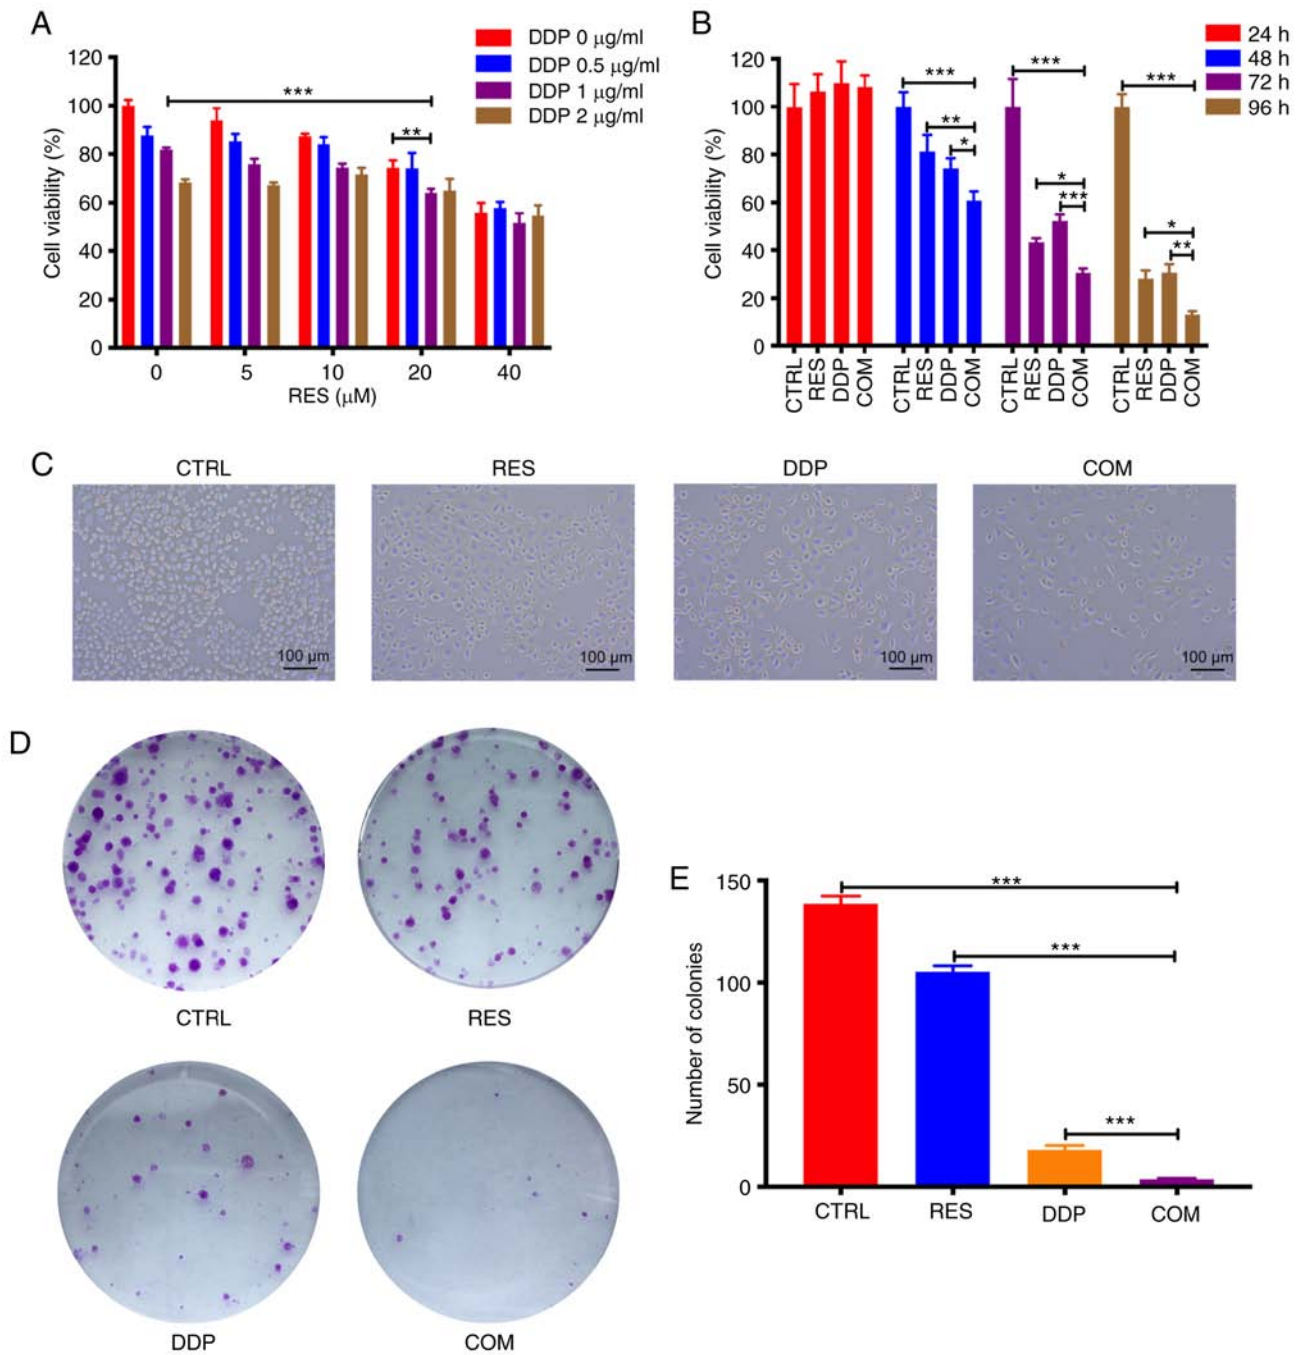 A
DDP 0 μg/ml
DDP 0.5 μg/ml
DDP 1 μg/ml
DDP 2 μg/ml
Cell viability (%)
120
100
80
60
40
20
0
***
**
0 5 10 20 40
RES (μM)
B
24 h
48 h
72 h
96 h
Cell viability (%)
120
100
80
60
40
20
0
***
**
*
***
*
***
***
*
**
CTRL RES DDP COM CTRL RES DDP COM CTRL RES DDP COM CTRL RES DDP COM
C
CTRL RES DDP COM
100 μm 100 μm 100 μm 100 μm
D
CTRL RES
DDP COM
E
Number of colonies
150
100
50
0
***
***
***
CTRL RES DDP COM